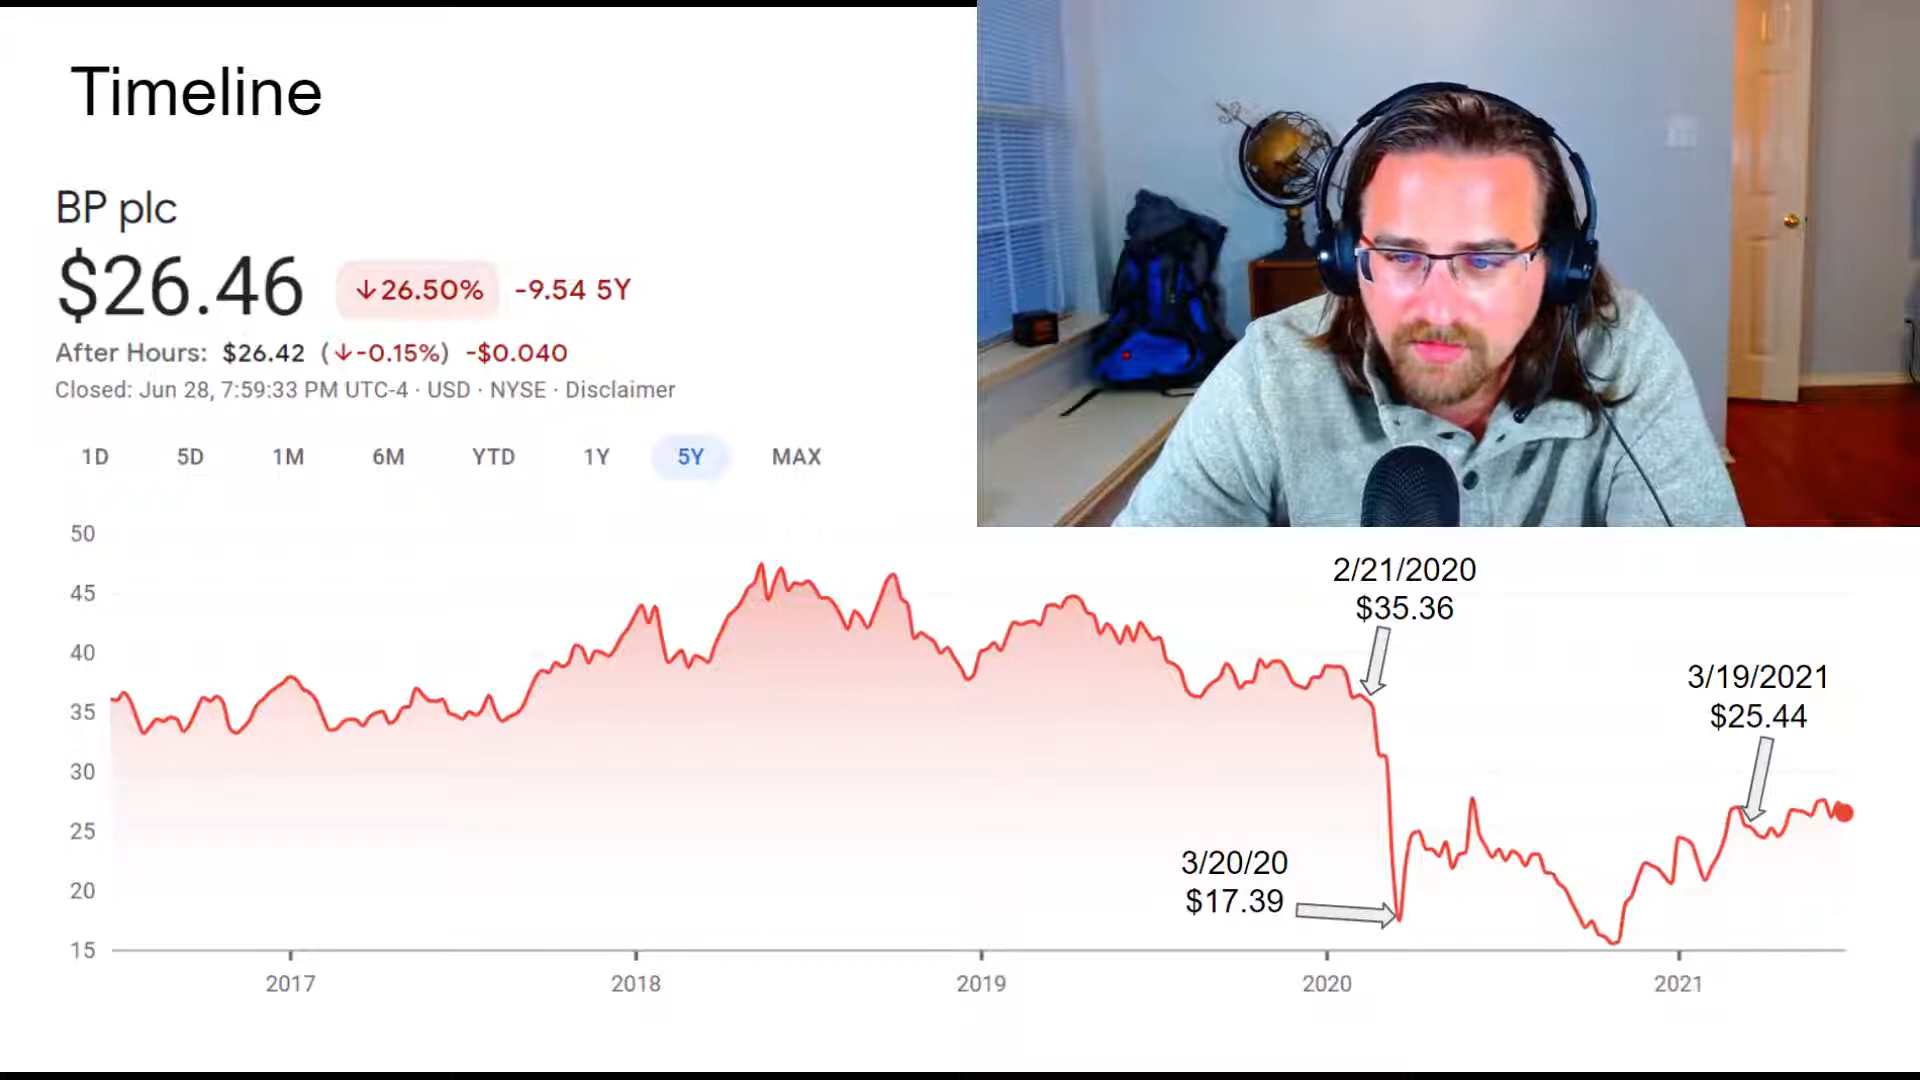 Timeline
BP plc
$26.46 ↓26.50% -9.54 5Y
After Hours: $26.42 (↓-0.15%) -$0.040
Closed: Jun 28, 7:59:33 PM UTC-4 · USD · NYSE · Disclaimer
1D 5D 1M 6M YTD 1Y 5Y MAX
50
45
40
35
30
25
20
15
2/21/2020
$35.36
3/19/2021
$25.44
3/20/20
$17.39
2017 2018 2019 2020 2021